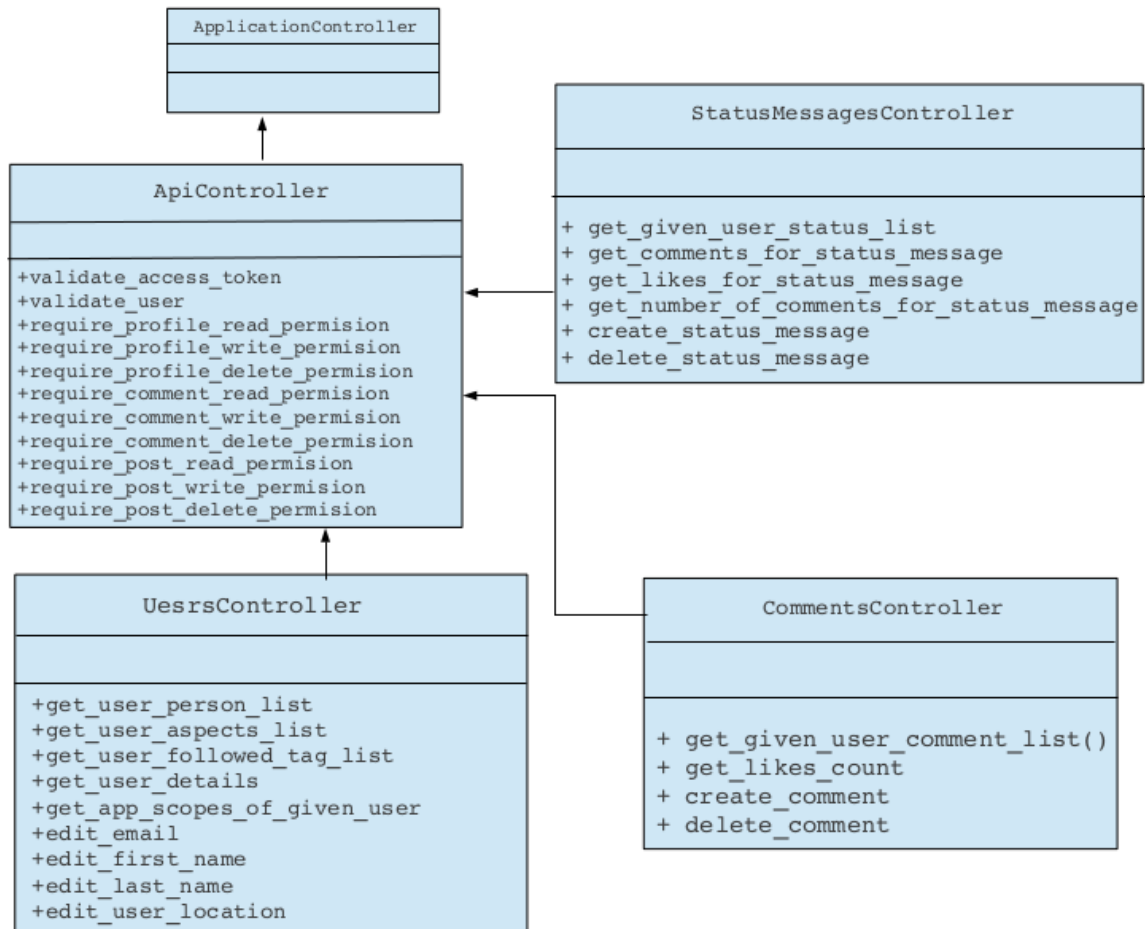 ApplicationController
StatusMessagesController
+ get_given_user_status_list
+ get_comments_for_status_message
+ get_likes_for_status_message
+ get_number_of_comments_for_status_message
+ create_status_message
+ delete_status_message
ApiController
+validate_access_token
+validate_user
+require_profile_read_permision
+require_profile_write_permision
+require_profile_delete_permision
+require_comment_read_permision
+require_comment_write_permision
+require_comment_delete_permision
+require_post_read_permision
+require_post_write_permision
+require_post_delete_permision
UesrsController
+get_user_person_list
+get_user_aspects_list
+get_user_followed_tag_list
+get_user_details
+get_app_scopes_of_given_user
+edit_email
+edit_first_name
+edit_last_name
+edit_user_location
CommentsController
+ get_given_user_comment_list()
+ get_likes_count
+ create_comment
+ delete_comment